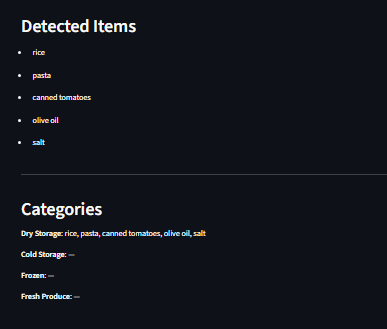 Detected Items
rice
pasta
canned tomatoes
olive oil
salt
Categories
Dry Storage: rice, pasta, canned tomatoes, olive oil, salt
Cold Storage: —
Frozen: —
Fresh Produce: —